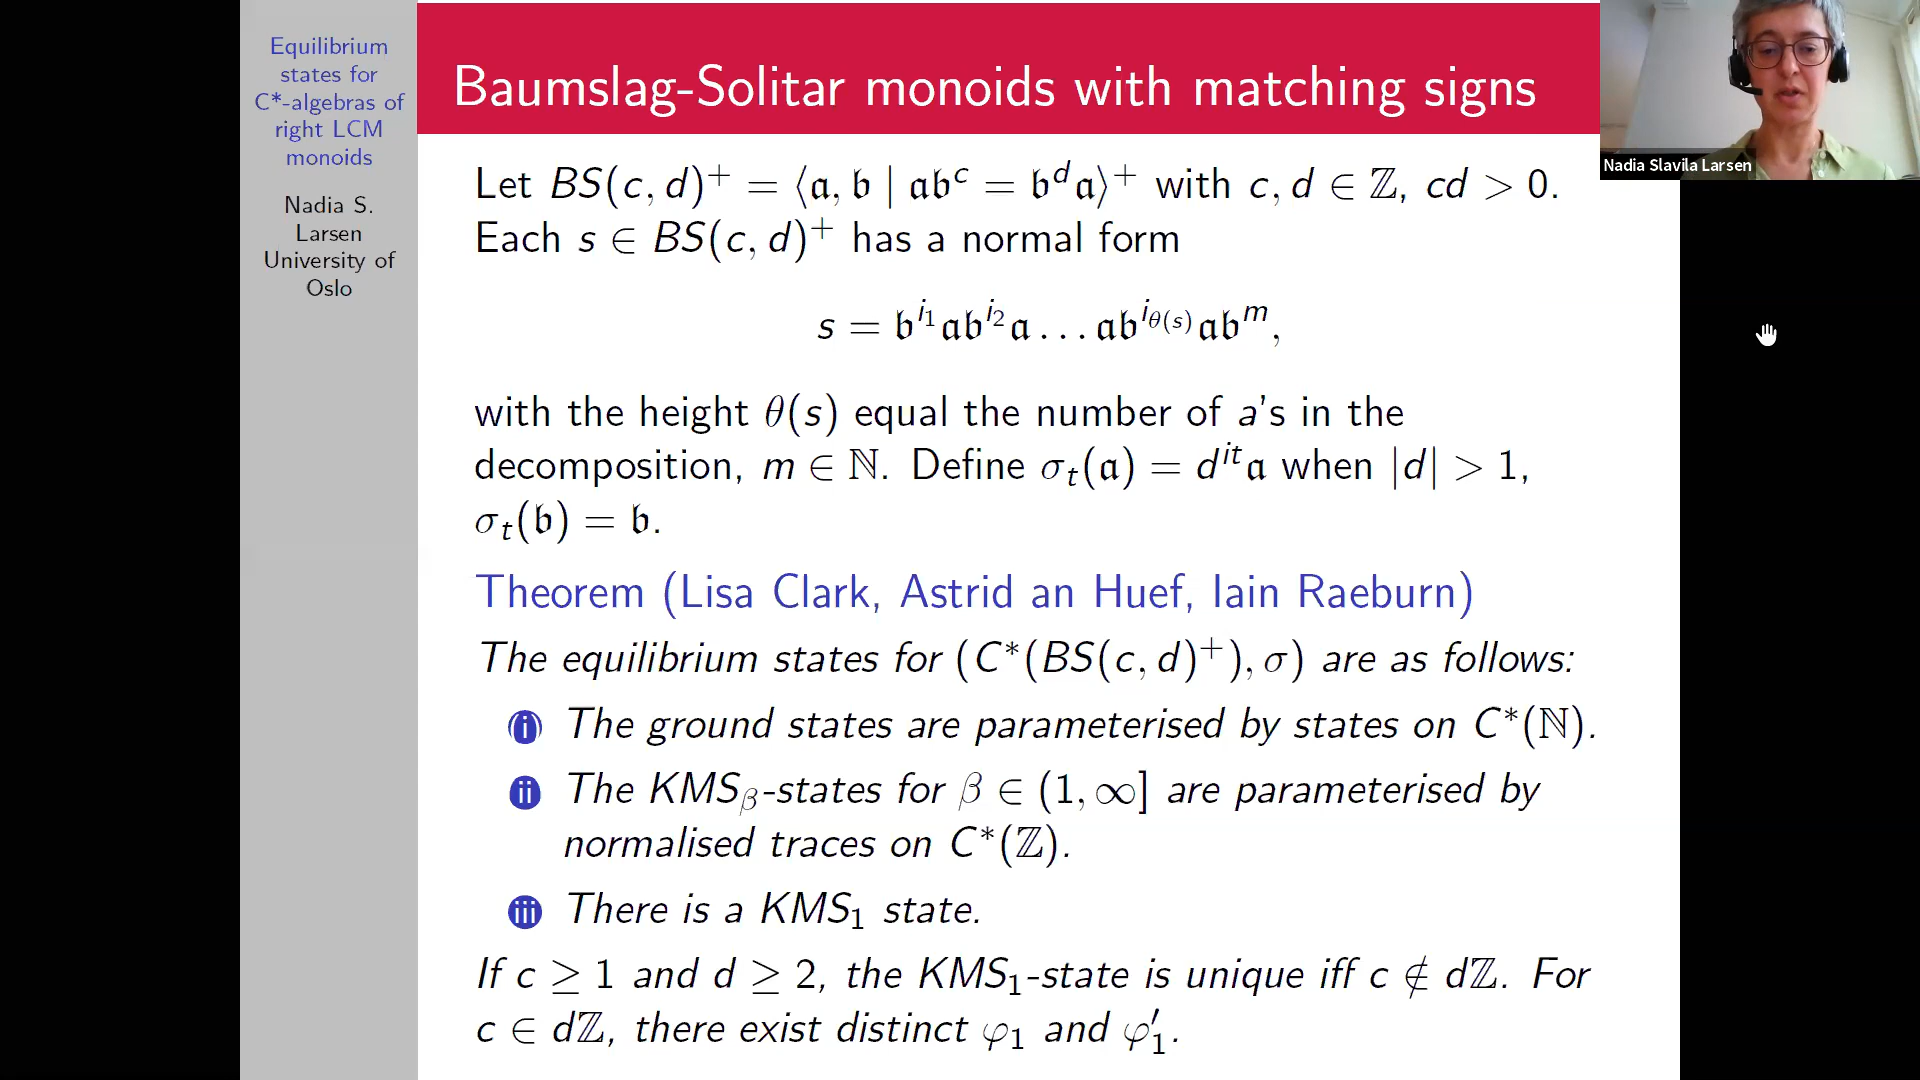 Equilibrium
states for
C*-algebras of
right LCM
monoids
Nadia S.
Larsen
University of
Oslo
Baumslag-Solitar monoids with matching signs
Nadia Slavila Larsen
Let BS(c, d)⁺ = ⟨𝔞, 𝔟 | 𝔞𝔟ᶜ = 𝔟ᵈ𝔞⟩⁺ with c, d ∈ ℤ, cd > 0.
Each s ∈ BS(c, d)⁺ has a normal form
s = 𝔟^{i_1}𝔞𝔟^{i_2}𝔞 . . . 𝔞𝔟^{i_{θ(s)}}𝔞𝔟^m,
with the height θ(s) equal the number of a's in the
decomposition, m ∈ ℕ. Define σ_t(𝔞) = d^{it}𝔞 when |d| > 1,
σ_t(𝔟) = 𝔟.
Theorem (Lisa Clark, Astrid an Huef, Iain Raeburn)
The equilibrium states for (C*(BS(c, d)⁺), σ) are as follows:
(i) The ground states are parameterised by states on C*(ℕ).
(ii) The KMS_β-states for β ∈ (1, ∞] are parameterised by
normalised traces on C*(ℤ).
(iii) There is a KMS₁ state.
If c ≥ 1 and d ≥ 2, the KMS₁-state is unique iff c ∉ dℤ. For
c ∈ dℤ, there exist distinct φ₁ and φ′₁.